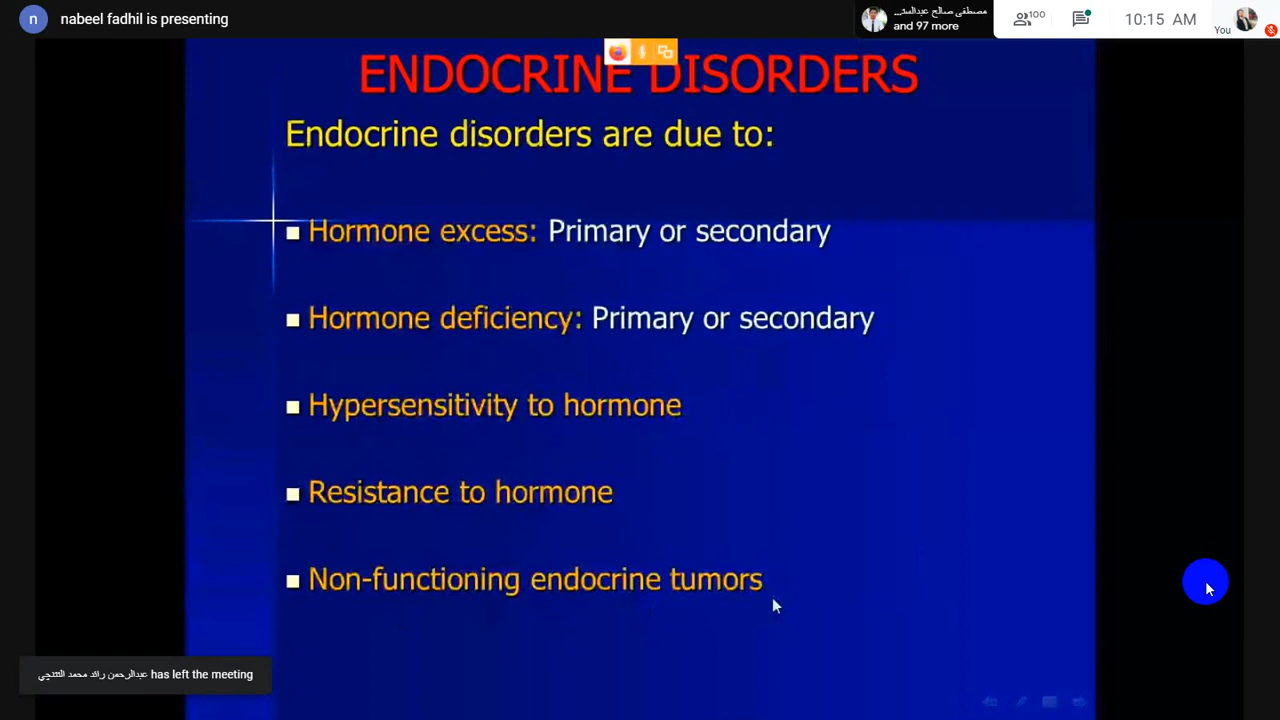 n nabeel fadhil is presenting
مصطفى صالح عبدالستـ...
and 97 more
100
10:15 AM
You
ENDOCRINE DISORDERS
Endocrine disorders are due to:
Hormone excess: Primary or secondary
Hormone deficiency: Primary or secondary
Hypersensitivity to hormone
Resistance to hormone
Non-functioning endocrine tumors
عبدالرحمن رائد محمد has left the meeting